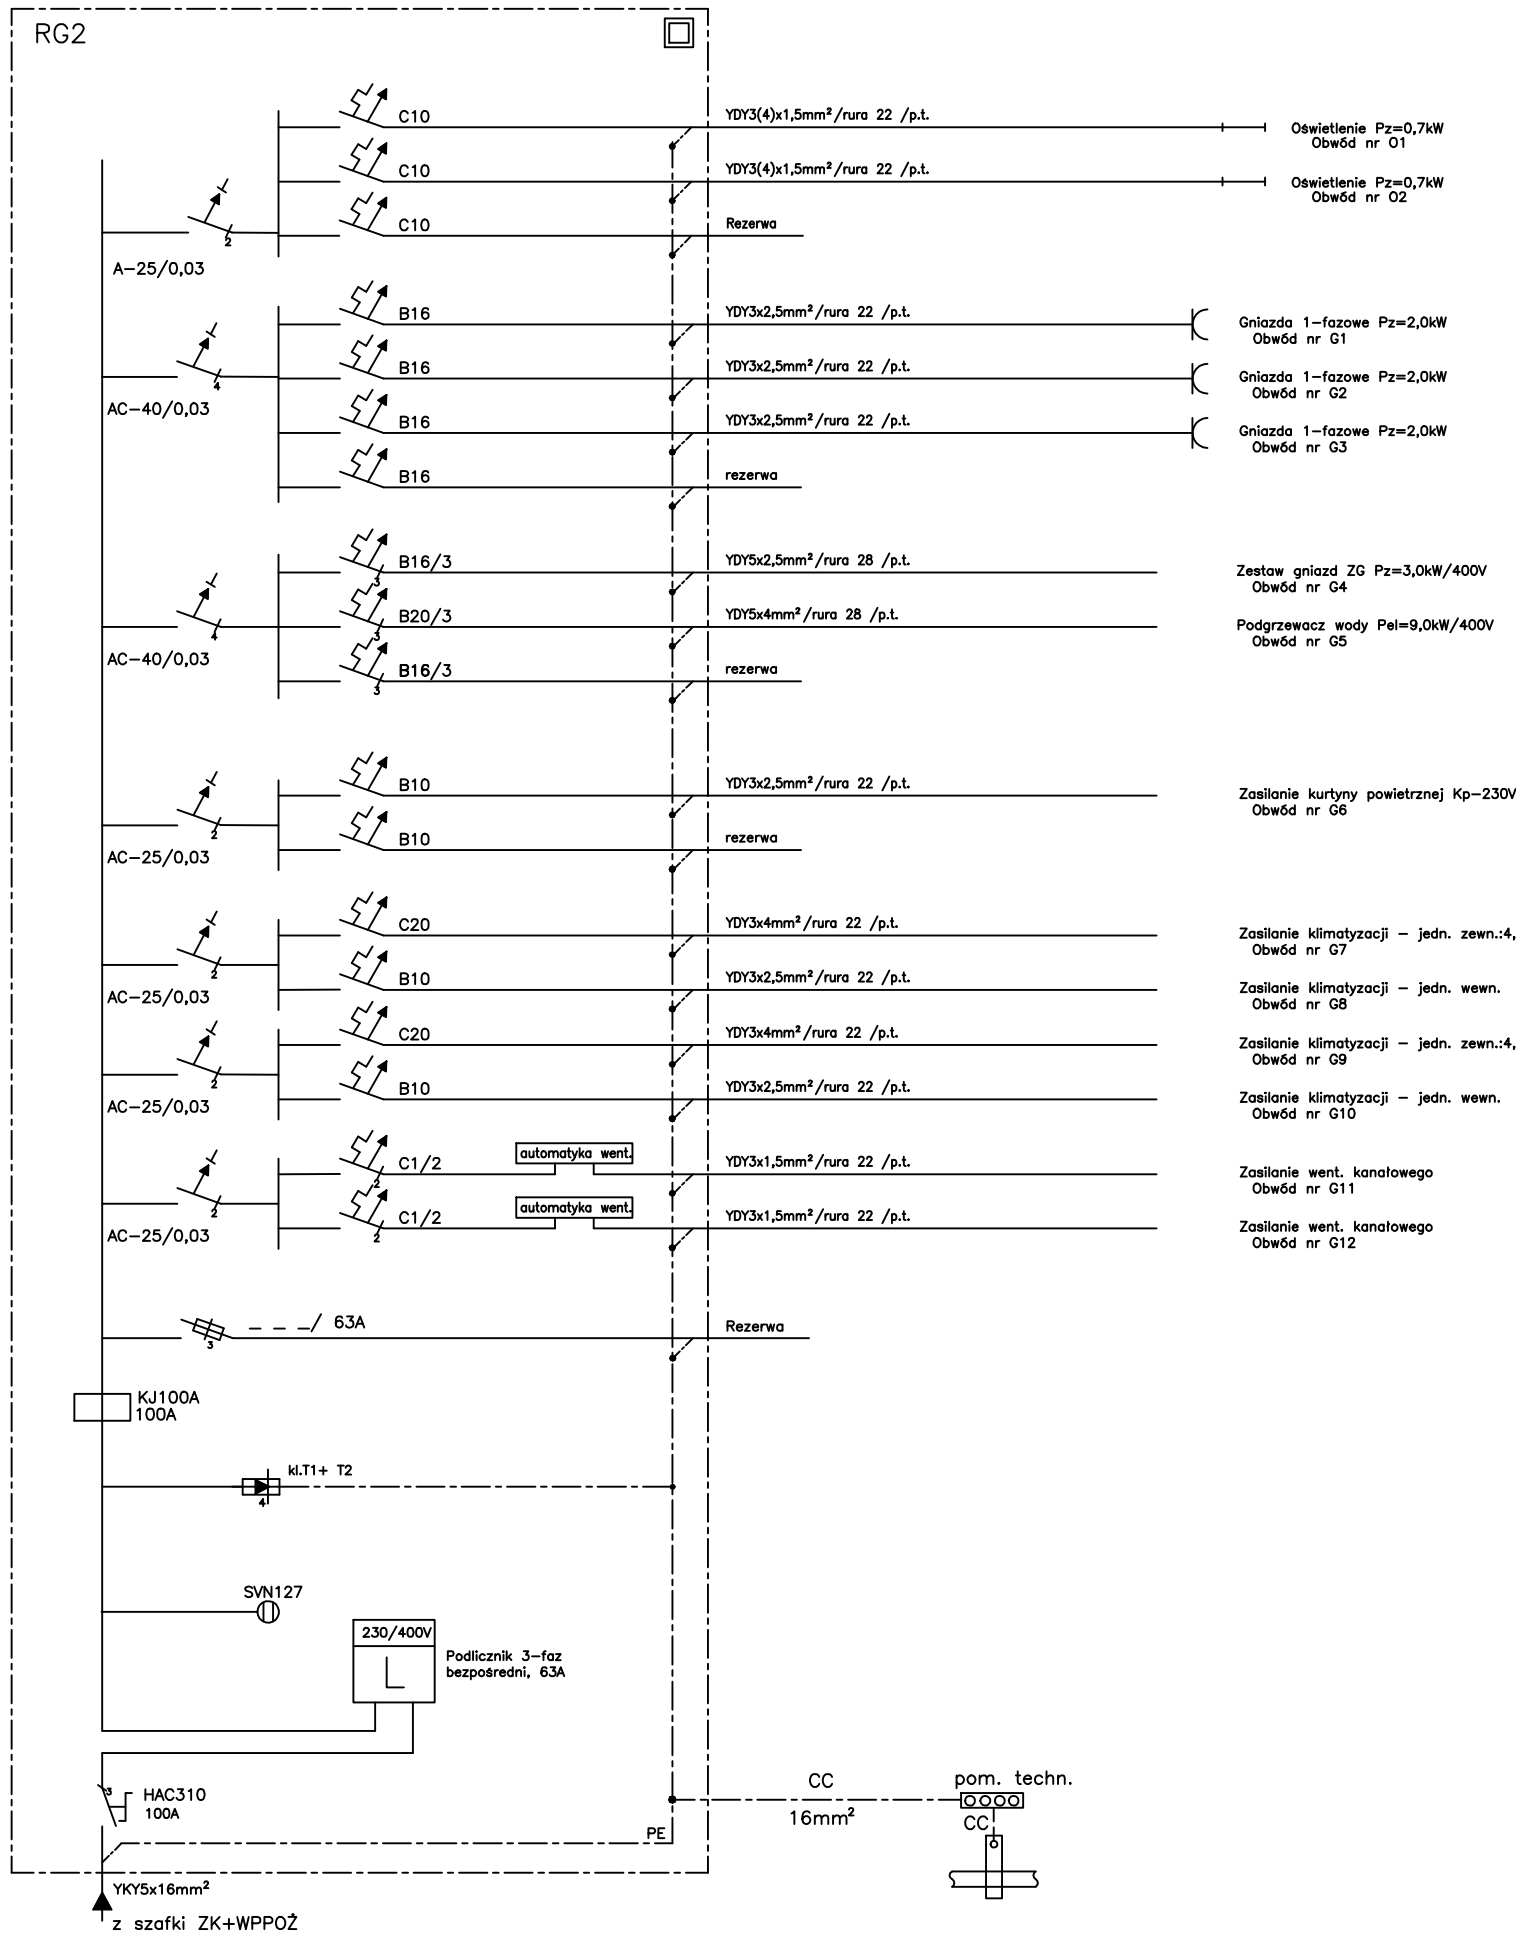 RG2
C10
YDY3(4)x1,5mm²/rura 22 /p.t.
Oświetlenie Pz=0,7kW
Obwód nr O1
C10
YDY3(4)x1,5mm²/rura 22 /p.t.
Oświetlenie Pz=0,7kW
Obwód nr O2
C10
Rezerwa
2
A-25/0,03
B16
YDY3x2,5mm²/rura 22 /p.t.
Gniazda 1-fazowe Pz=2,0kW
Obwód nr G1
B16
YDY3x2,5mm²/rura 22 /p.t.
Gniazda 1-fazowe Pz=2,0kW
Obwód nr G2
4
AC-40/0,03
B16
YDY3x2,5mm²/rura 22 /p.t.
Gniazda 1-fazowe Pz=2,0kW
Obwód nr G3
B16
rezerwa
B16/3
3
YDY5x2,5mm²/rura 28 /p.t.
Zestaw gniazd ZG Pz=3,0kW/400V
Obwód nr G4
B20/3
3
YDY5x4mm²/rura 28 /p.t.
Podgrzewacz wody Pel=9,0kW/400V
Obwód nr G5
4
AC-40/0,03
B16/3
3
rezerwa
B10
YDY3x2,5mm²/rura 22 /p.t.
Zasilanie kurtyny powietrznej Kp-230V
Obwód nr G6
2
B10
rezerwa
AC-25/0,03
C20
YDY3x4mm²/rura 22 /p.t.
Zasilanie klimatyzacji - jedn. zewn.:4,
Obwód nr G7
2
B10
YDY3x2,5mm²/rura 22 /p.t.
Zasilanie klimatyzacji - jedn. wewn.
Obwód nr G8
AC-25/0,03
C20
YDY3x4mm²/rura 22 /p.t.
Zasilanie klimatyzacji - jedn. zewn.:4,
Obwód nr G9
2
B10
YDY3x2,5mm²/rura 22 /p.t.
Zasilanie klimatyzacji - jedn. wewn.
Obwód nr G10
AC-25/0,03
C1/2
2
automatyka went.
YDY3x1,5mm²/rura 22 /p.t.
Zasilanie went. kanałowego
Obwód nr G11
2
C1/2
2
automatyka went.
YDY3x1,5mm²/rura 22 /p.t.
Zasilanie went. kanałowego
Obwód nr G12
AC-25/0,03
63A
3
Rezerwa
KJ100A
100A
kl.T1+ T2
4
SVN127
230/400V
Podlicznik 3-faz
bezpośredni, 63A
3
HAC310
100A
CC
16mm²
pom. techn.
CC
PE
YKY5x16mm²
z szafki ZK+WPPOŻ